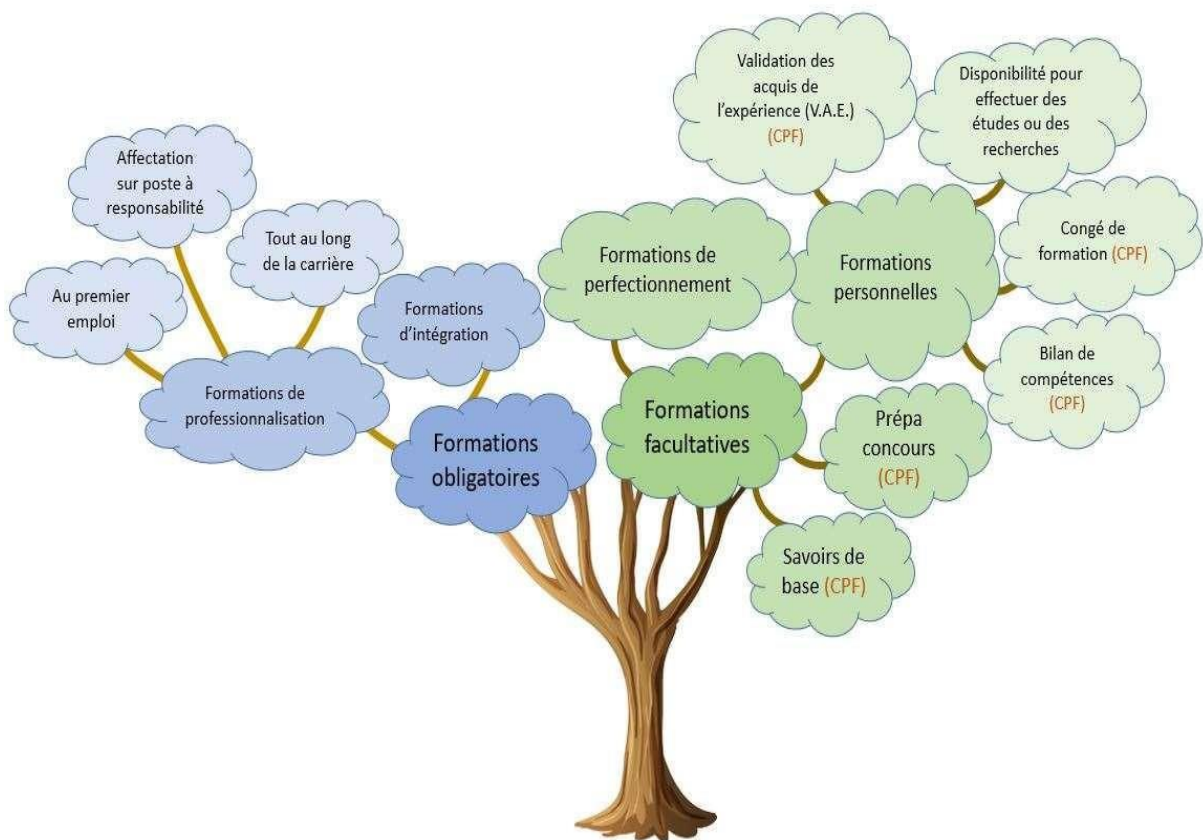 Affectation
sur poste à
responsabilité
Tout au long
de la carrière
Au premier
emploi
Formations
d'intégration
Formations de
professionnalisation
Formations
obligatoires
Validation des
acquis de
l'expérience (V.A.E.)
(CPF)
Disponibilité pour
effectuer des
études ou des
recherches
Formations de
perfectionnement
Formations
personnelles
Congé de
formation (CPF)
Bilan de
compétences
(CPF)
Formations
facultatives
Prépa
concours
(CPF)
Savoirs de
base (CPF)